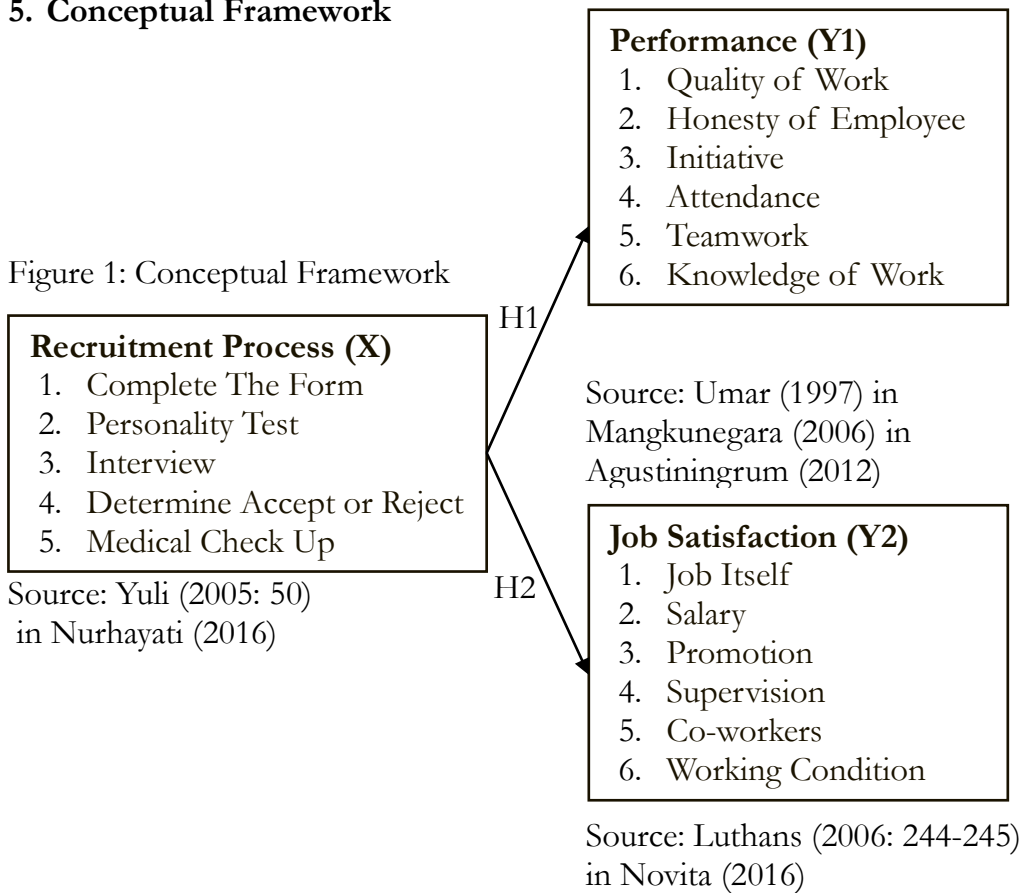 5. Conceptual Framework
Performance (Y1)
1. Quality of Work
2. Honesty of Employee
3. Initiative
4. Attendance
5. Teamwork
6. Knowledge of Work
Figure 1: Conceptual Framework
H1
Recruitment Process (X)
1. Complete The Form
2. Personality Test
3. Interview
4. Determine Accept or Reject
5. Medical Check Up
Source: Yuli (2005: 50)
in Nurhayati (2016)
Source: Umar (1997) in
Mangkunegara (2006) in
Agustiningrum (2012)
H2
Job Satisfaction (Y2)
1. Job Itself
2. Salary
3. Promotion
4. Supervision
5. Co-workers
6. Working Condition
Source: Luthans (2006: 244-245)
in Novita (2016)